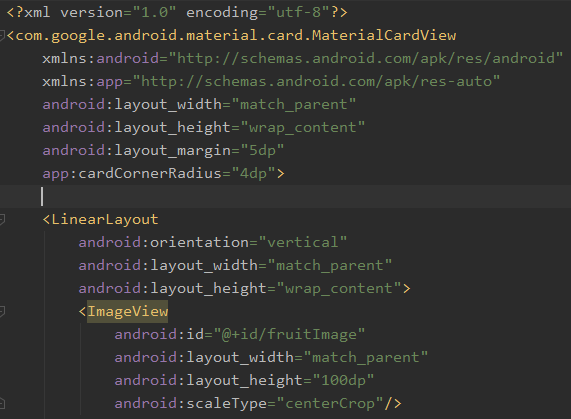 <?xml version="1.0" encoding="utf-8"?>
<com.google.android.material.card.MaterialCardView
    xmlns:android="http://schemas.android.com/apk/res/android"
    xmlns:app="http://schemas.android.com/apk/res-auto"
    android:layout_width="match_parent"
    android:layout_height="wrap_content"
    android:layout_margin="5dp"
    app:cardCornerRadius="4dp">
    <LinearLayout
        android:orientation="vertical"
        android:layout_width="match_parent"
        android:layout_height="wrap_content">
        <ImageView
            android:id="@+id/fruitImage"
            android:layout_width="match_parent"
            android:layout_height="100dp"
            android:scaleType="centerCrop"/>